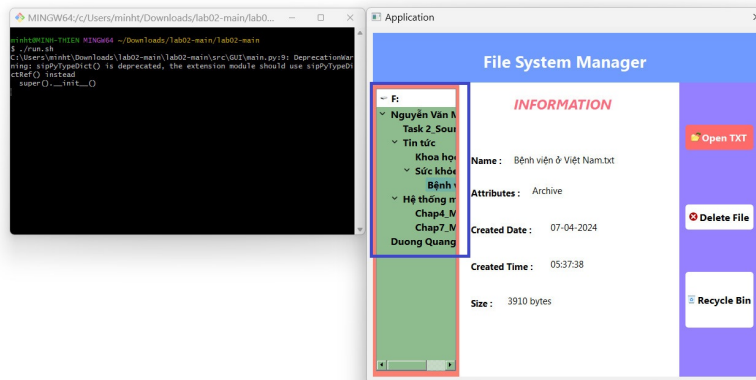 MINGW64:/c/Users/minht/Downloads/lab02-main/lab0...
minht@MINH-THIEN MINGW64 ~/Downloads/lab02-main/lab02-main
$ ./run.sh
C:\Users\minht\Downloads\lab02-main\lab02-main\src\GUI\main.py:9: DeprecationWar
ning: sipPyTypeDict() is deprecated, the extension module should use sipPyTypeDi
ctRef() instead
super().__init__()
Application
File System Manager
F:
Nguyễn Văn M
Task 2_Sour
Tin tức
Khoa họ
Sức khỏe
Bệnh v
Hệ thống m
Chap4_M
Chap7_M
Duong Quang
INFORMATION
Name : Bệnh viện ở Việt Nam.txt
Attributes : Archive
Created Date : 07-04-2024
Created Time : 05:37:38
Size : 3910 bytes
Open TXT
Delete File
Recycle Bin